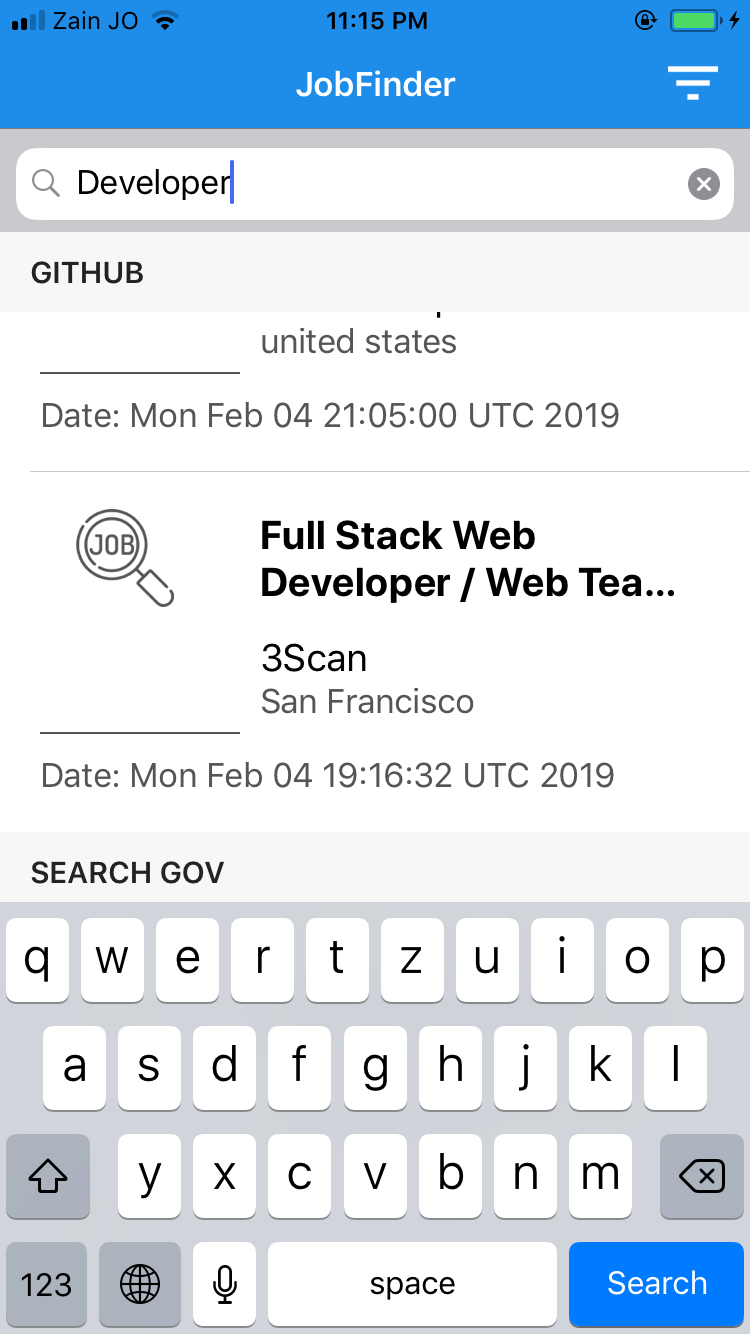 Zain JO 11:15 PM
JobFinder
Developer
GITHUB
united states
Date: Mon Feb 04 21:05:00 UTC 2019
JOB
Full Stack Web
Developer / Web Tea...
3Scan
San Francisco
Date: Mon Feb 04 19:16:32 UTC 2019
SEARCH GOV
q w e r t z u i o p
a s d f g h j k l
y x c v b n m
123 space Search